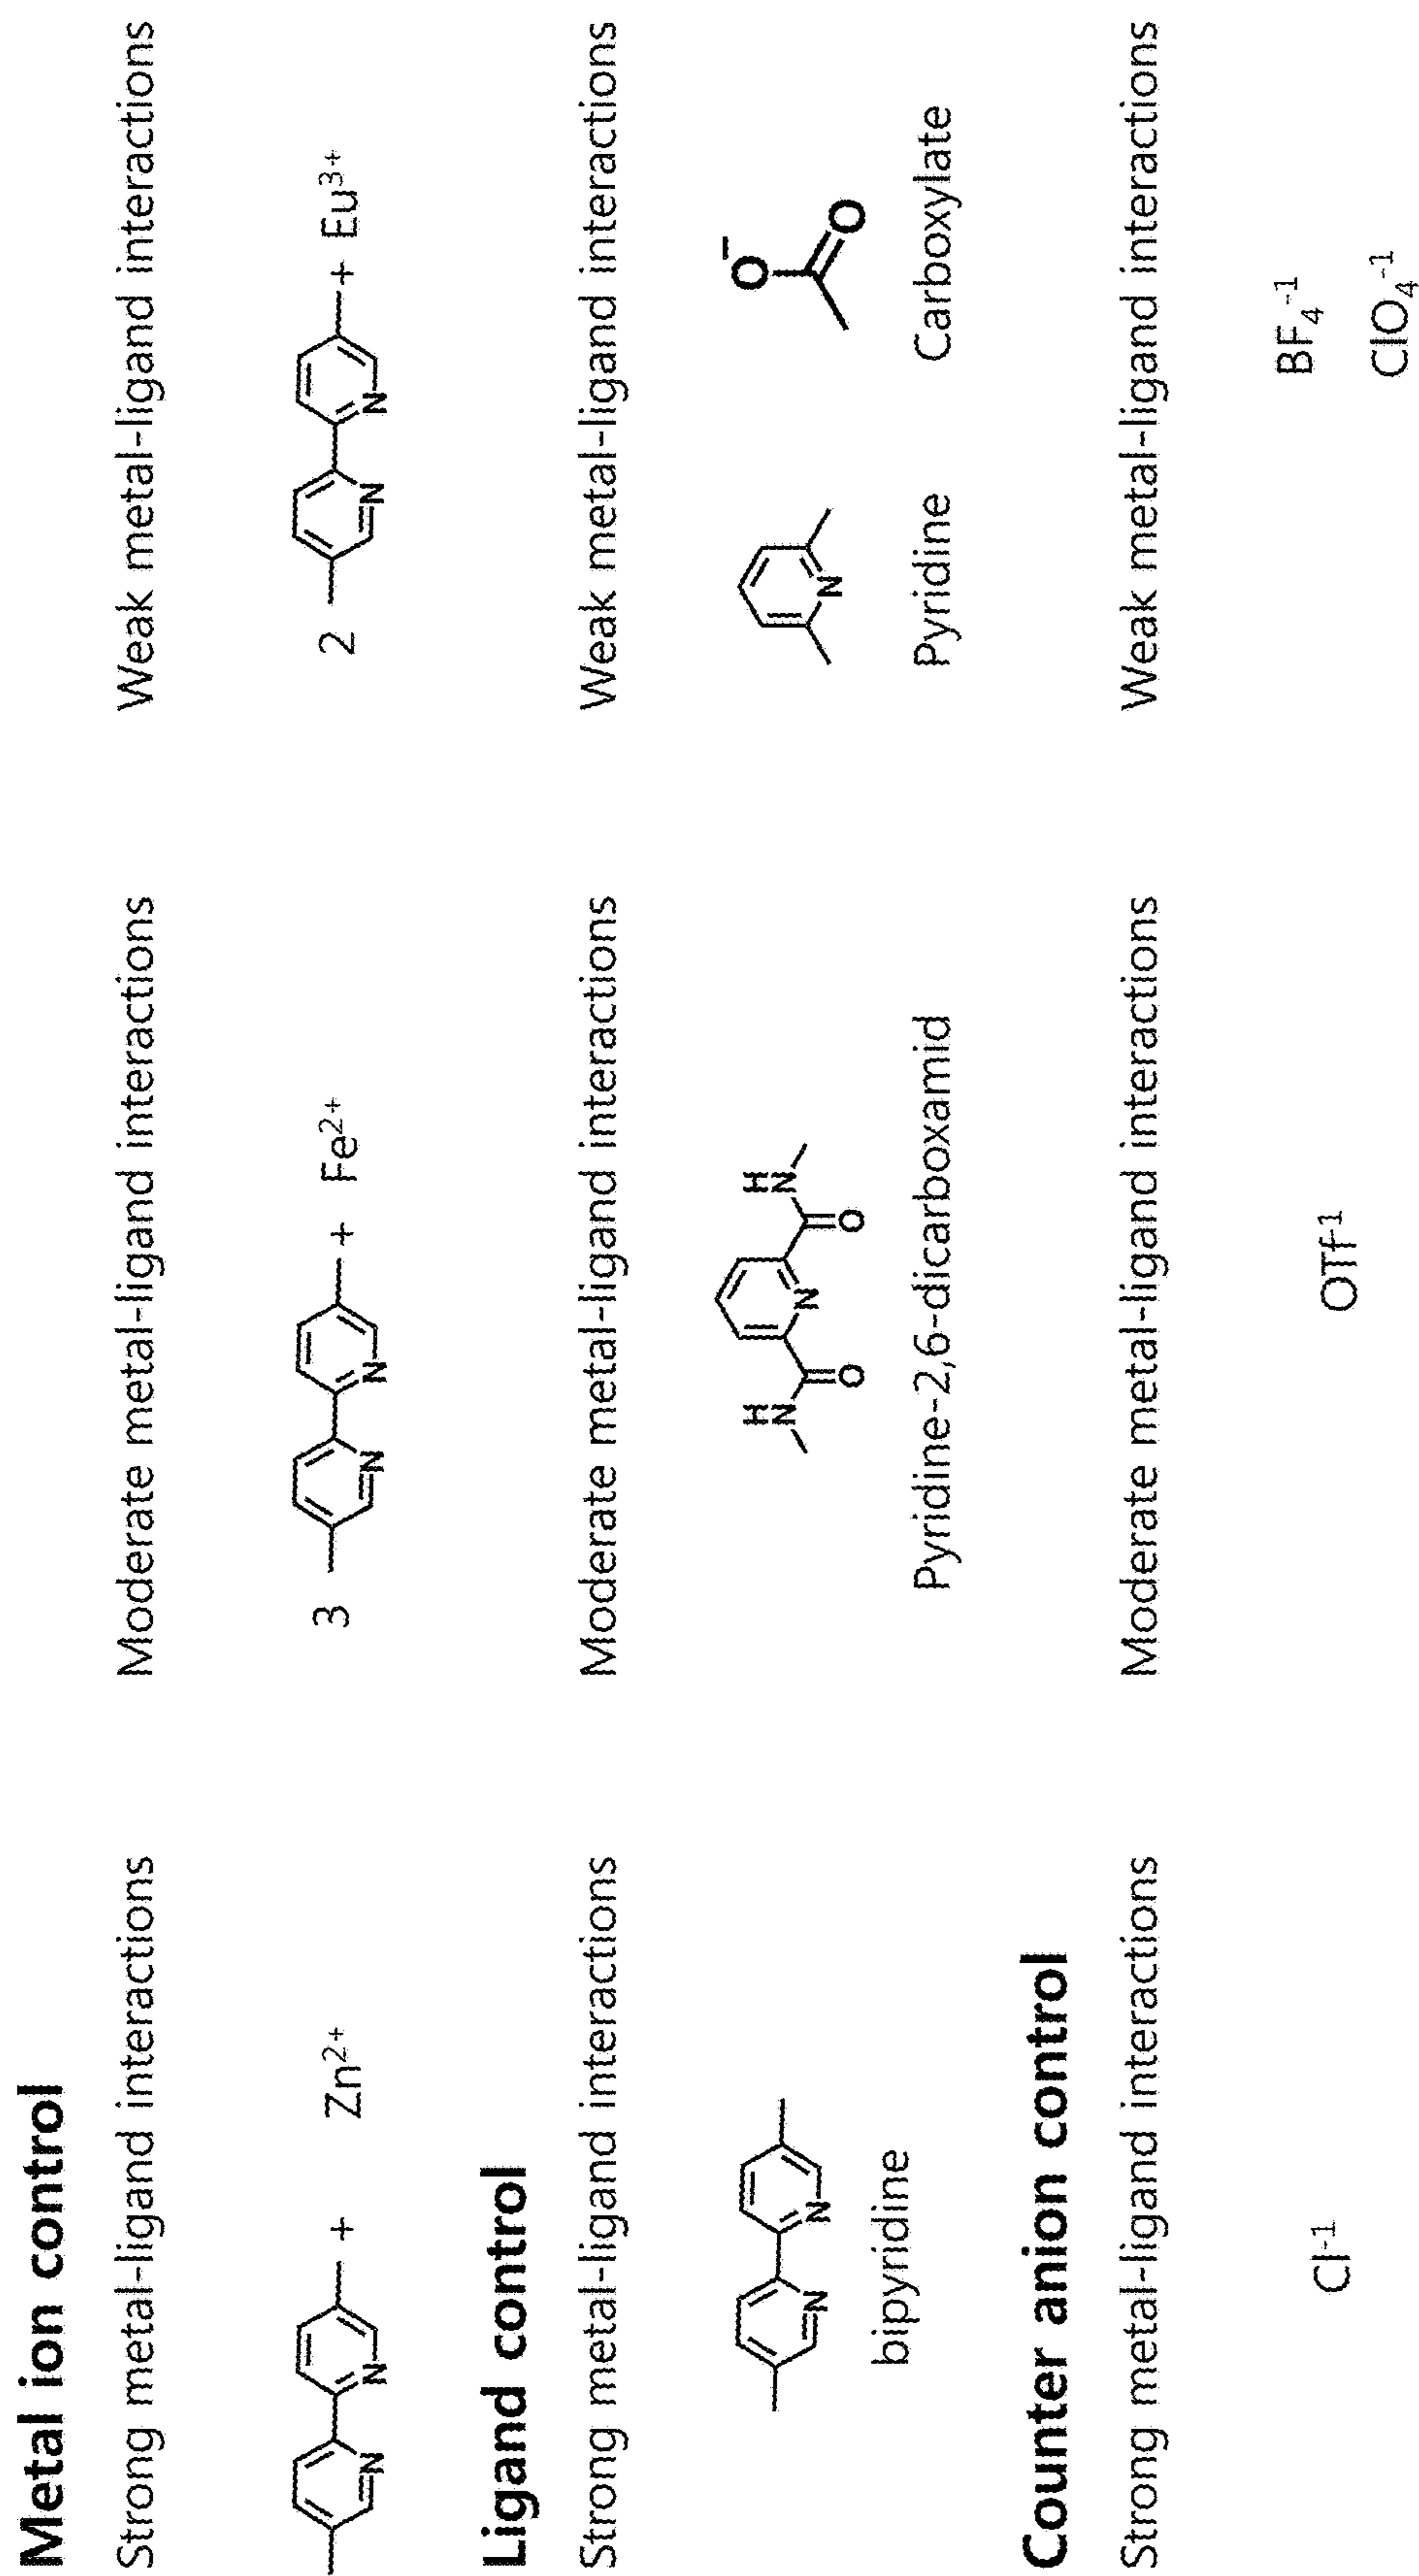 Metal ion control
Strong metal-ligand interactions Moderate metal-ligand interactions Weak metal-ligand interactions
N N + Zn2+ 3 N N + Fe2+ 2 N N + Eu3+
Ligand control
Strong metal-ligand interactions Moderate metal-ligand interactions Weak metal-ligand interactions
N N H N O N O H N N O− O
bipyridine Pyridine-2,6-dicarboxamid Pyridine Carboxylate
Counter anion control
Strong metal-ligand interactions Moderate metal-ligand interactions Weak metal-ligand interactions
Cl-1 OTf-1 BF4-1
ClO4-1